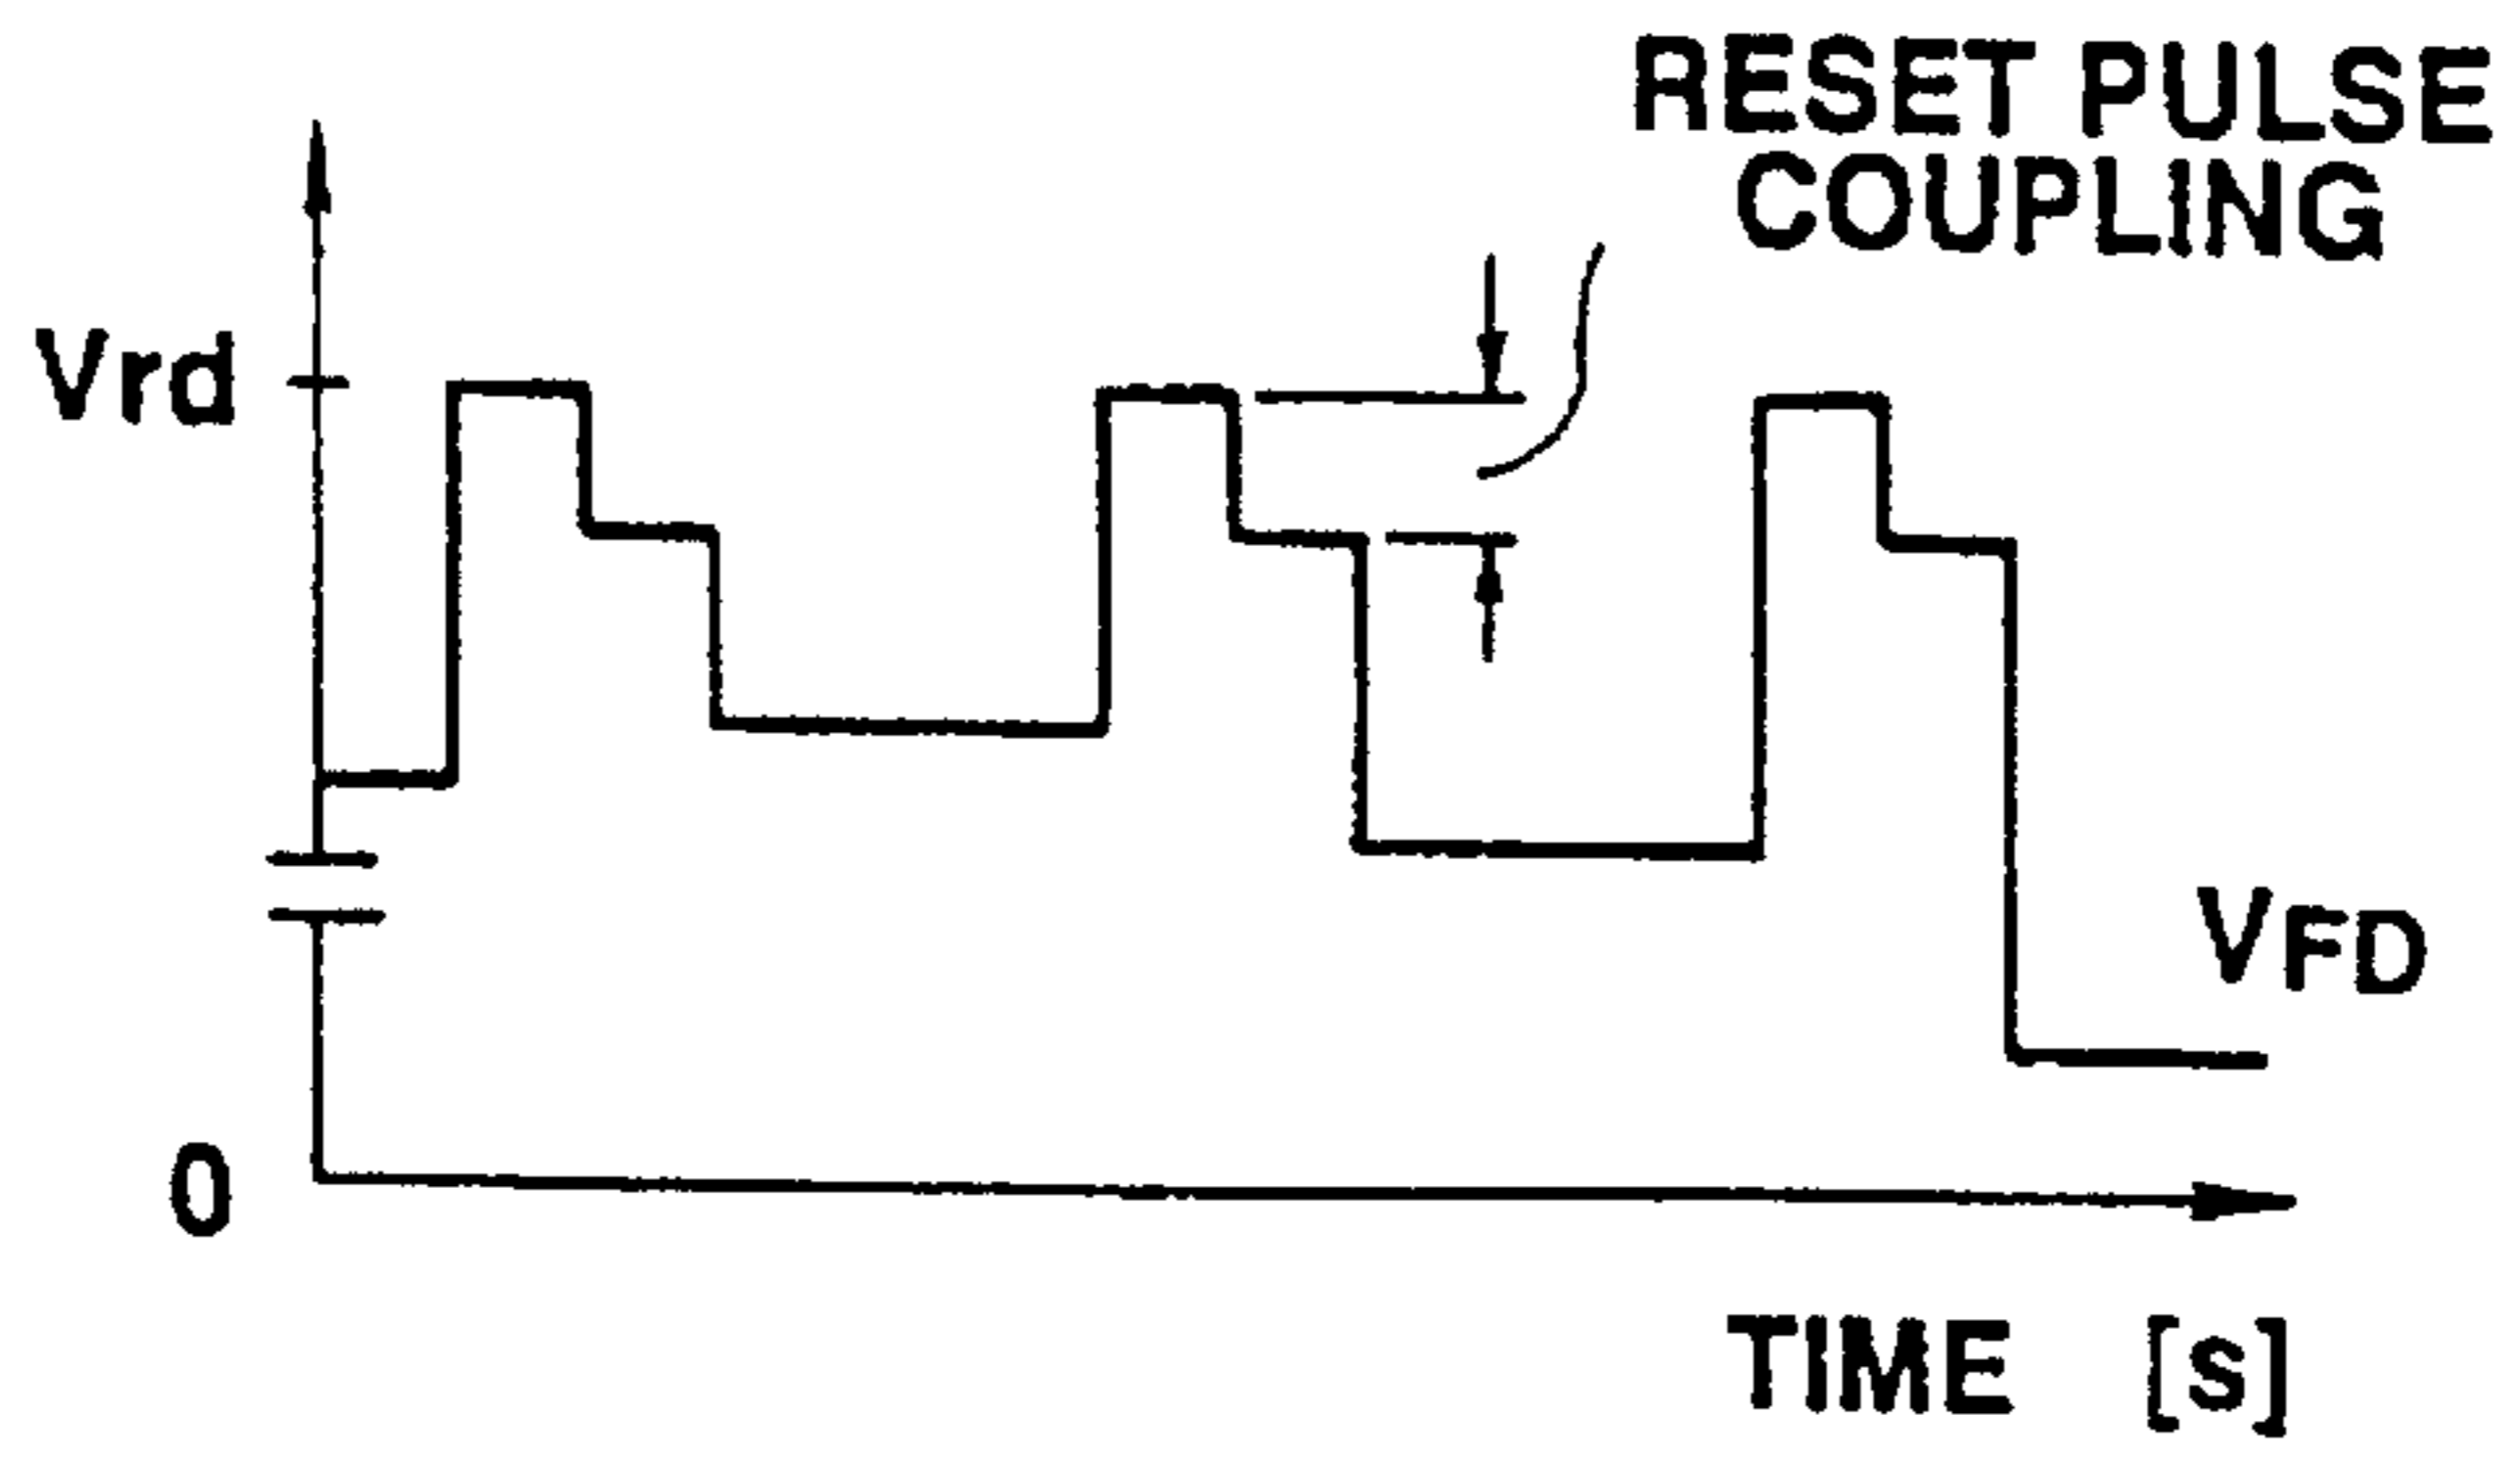 RESET PULSE
COUPLING
Vrd
VFD
0
TIME [s]